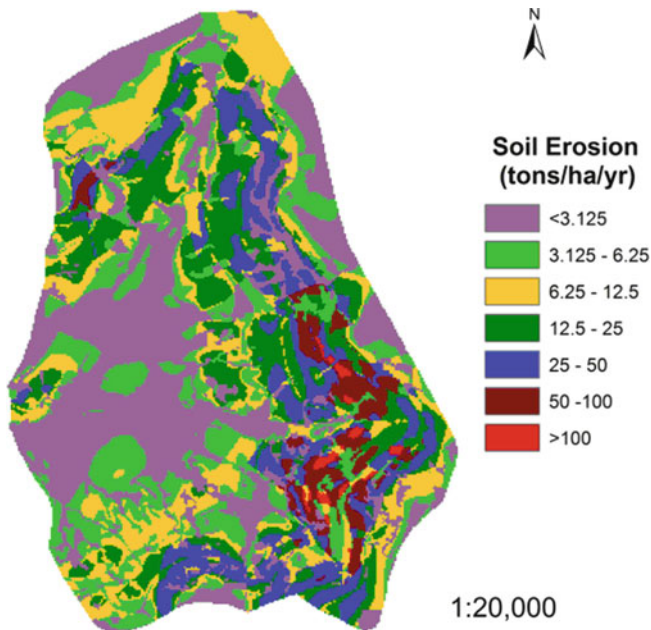 N
Soil Erosion
(tons/ha/yr)
<3.125
3.125 - 6.25
6.25 - 12.5
12.5 - 25
25 - 50
50 -100
>100
1:20,000